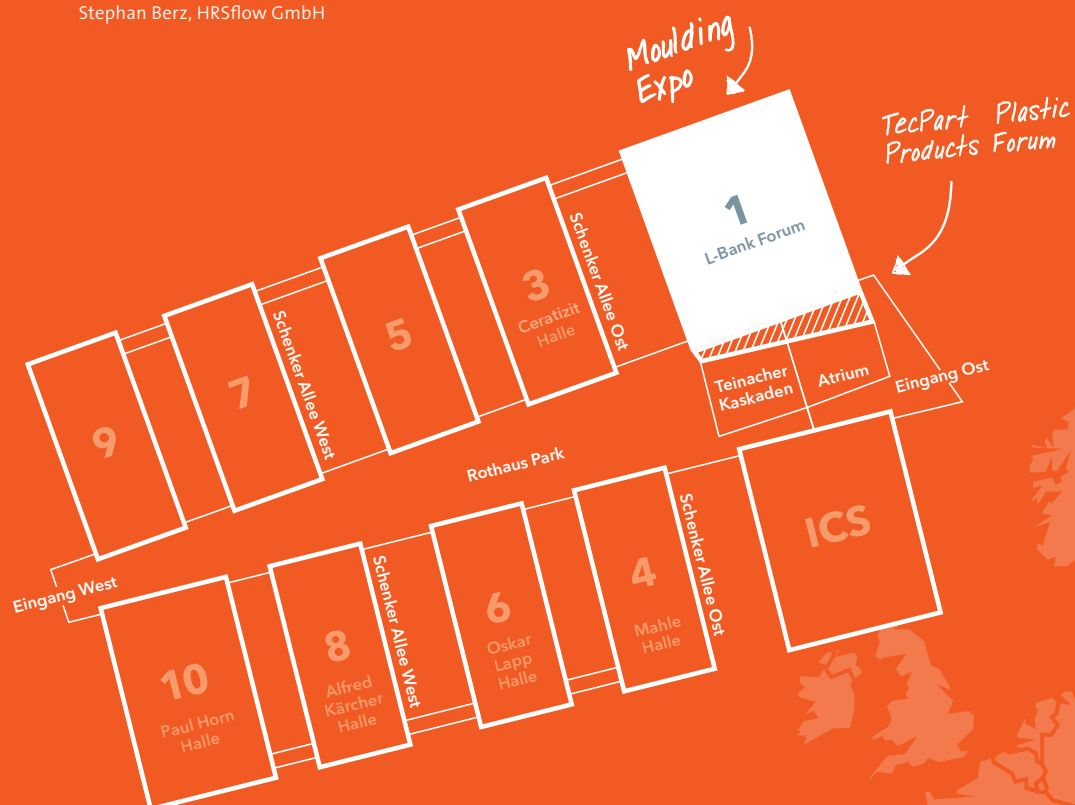 Stephan Berz, HRSflow GmbH
Moulding
Expo
TecPart Plastic
Products Forum
1
L-Bank Forum
3
Ceratizit
Halle
Schenker Allee Ost
5
7
Schenker Allee West
9
Teinacher
Kaskaden
Atrium
Eingang Ost
Rothaus Park
ICS
4
Mahle
Halle
Schenker Allee Ost
6
Oskar
Lapp
Halle
8
Alfred
Kärcher
Halle
Schenker Allee West
Eingang West
10
Paul Horn
Halle